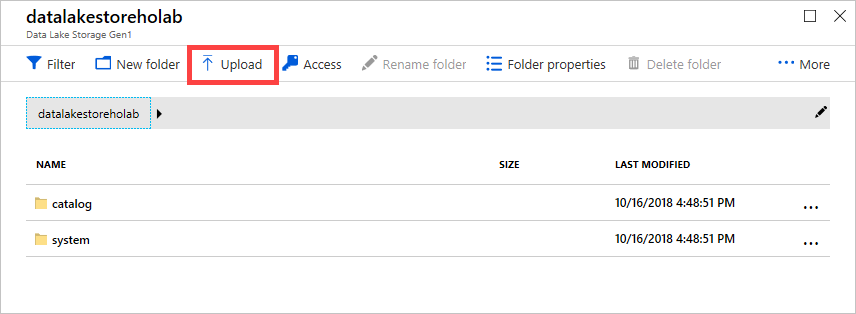 datalakestoreholab
Data Lake Storage Gen1
Filter New folder Upload Access Rename folder Folder properties Delete folder ··· More
datalakestoreholab
NAME SIZE LAST MODIFIED
catalog 10/16/2018 4:48:51 PM ...
system 10/16/2018 4:48:51 PM ...